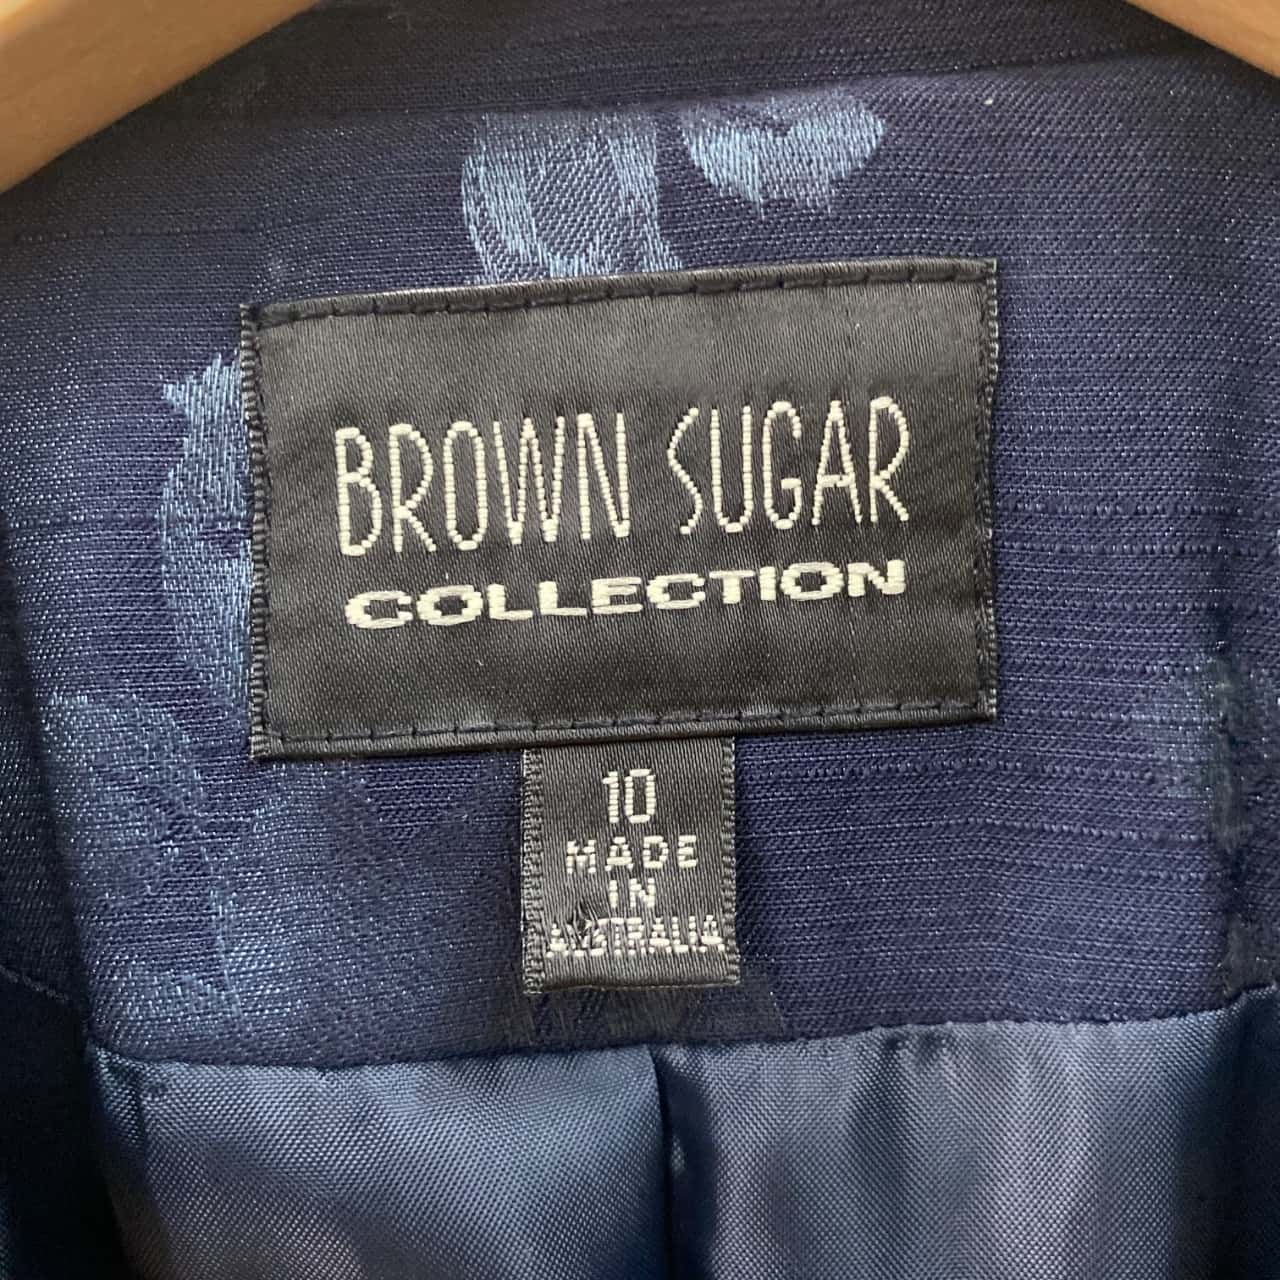 BROWN SUGAR
COLLECTION
10
MADE
IN
AUSTRALIA